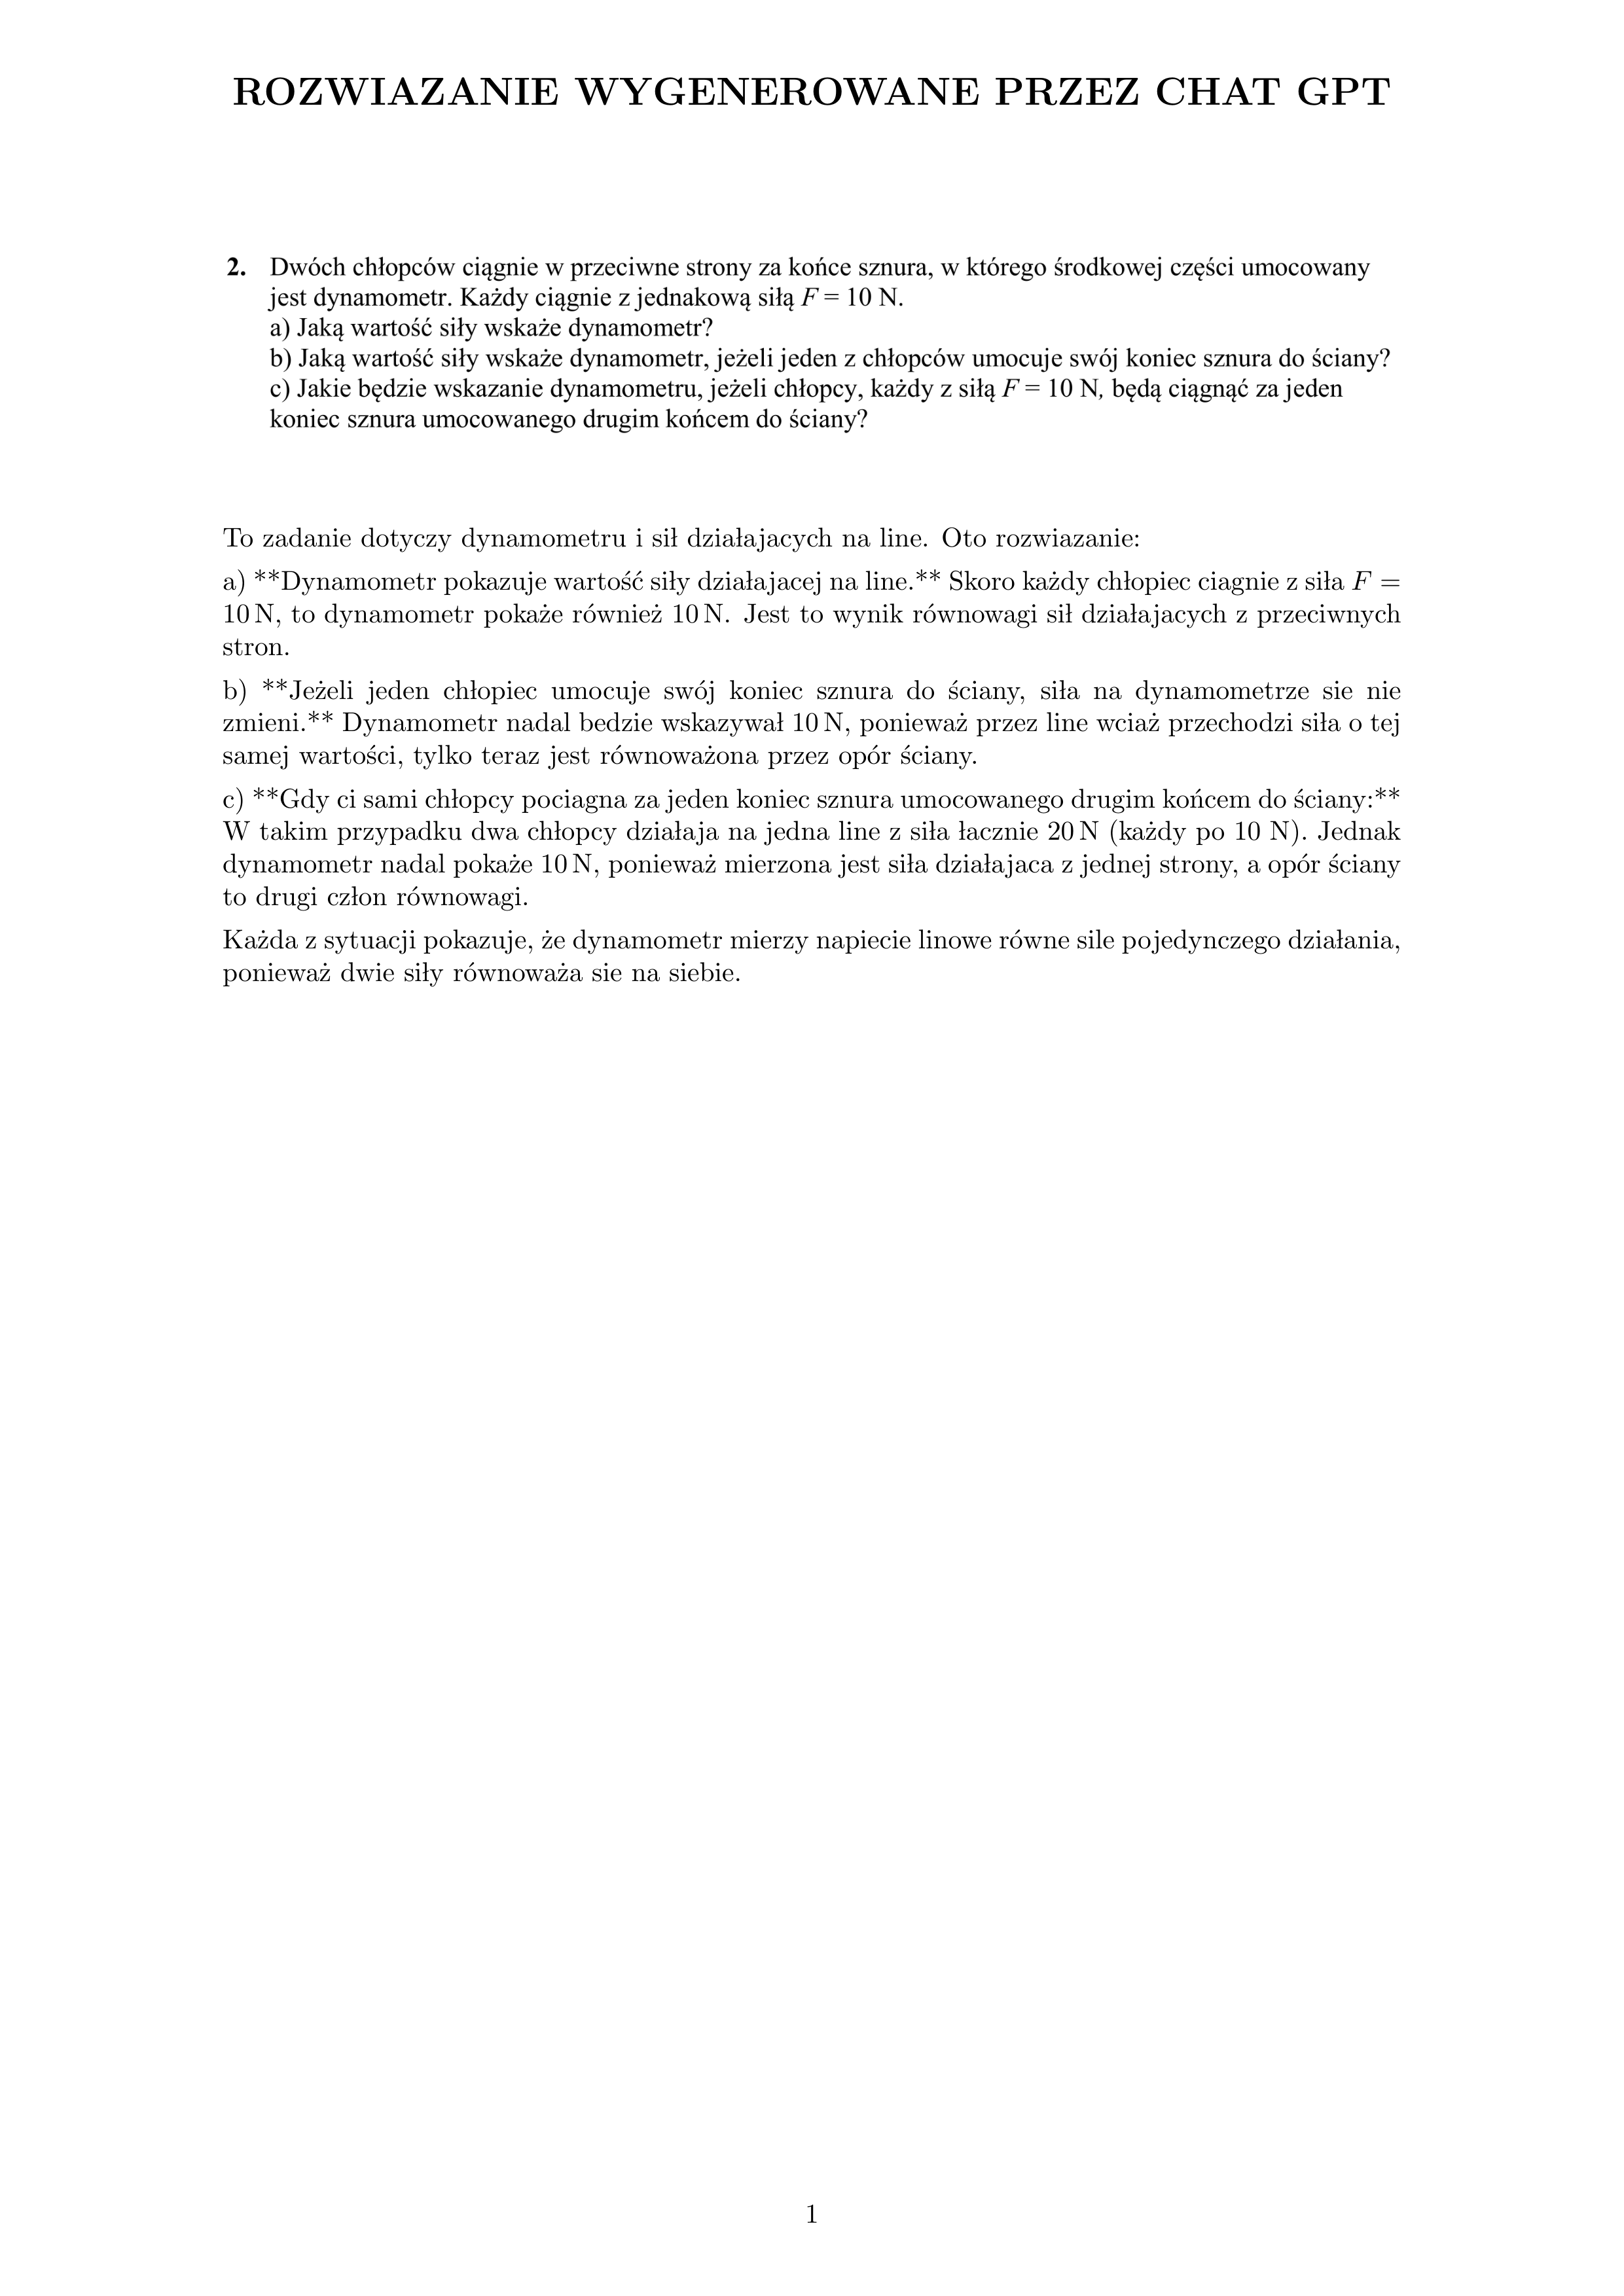 ROZWIAZANIE WYGENEROWANE PRZEZ CHAT GPT
2. Dwóch chłopców ciągnie w przeciwne strony za końce sznura, w którego środkowej części umocowany
jest dynamometr. Każdy ciągnie z jednakową siłą F = 10 N.
a) Jaką wartość siły wskaże dynamometr?
b) Jaką wartość siły wskaże dynamometr, jeżeli jeden z chłopców umocuje swój koniec sznura do ściany?
c) Jakie będzie wskazanie dynamometru, jeżeli chłopcy, każdy z siłą F = 10 N, będą ciągnąć za jeden
koniec sznura umocowanego drugim końcem do ściany?
To zadanie dotyczy dynamometru i sił działajacych na line. Oto rozwiazanie:
a) **Dynamometr pokazuje wartość siły działajacej na line.** Skoro każdy chłopiec ciagnie z siła F =
10 N, to dynamometr pokaże również 10 N. Jest to wynik równowagi sił działajacych z przeciwnych
stron.
b) **Jeżeli jeden chłopiec umocuje swój koniec sznura do ściany, siła na dynamometrze sie nie
zmieni.** Dynamometr nadal bedzie wskazywał 10 N, ponieważ przez line wciaż przechodzi siła o tej
samej wartości, tylko teraz jest równoważona przez opór ściany.
c) **Gdy ci sami chłopcy pociagna za jeden koniec sznura umocowanego drugim końcem do ściany:**
W takim przypadku dwa chłopcy działaja na jedna line z siła łacznie 20 N (każdy po 10 N). Jednak
dynamometr nadal pokaże 10 N, ponieważ mierzona jest siła działajaca z jednej strony, a opór ściany
to drugi człon równowagi.
Każda z sytuacji pokazuje, że dynamometr mierzy napiecie linowe równe sile pojedynczego działania,
ponieważ dwie siły równoważa sie na siebie.
1